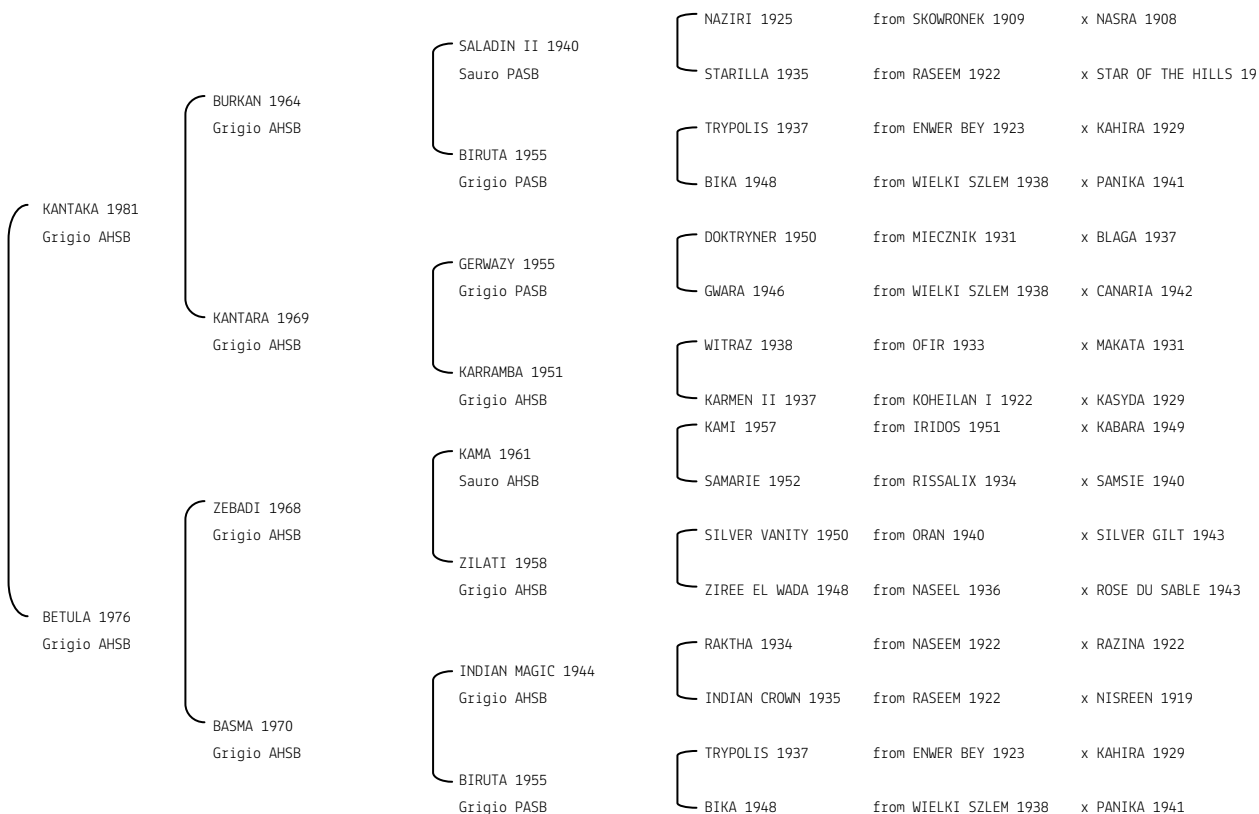 NAZIRI 1925 from SKOWRONEK 1909 x NASRA 1908
SALADIN II 1940
Sauro PASB
STARILLA 1935 from RASEEM 1922 x STAR OF THE HILLS 19
BURKAN 1964
Grigio AHSB
TRYPOLIS 1937 from ENWER BEY 1923 x KAHIRA 1929
BIRUTA 1955
Grigio PASB
BIKA 1948 from WIELKI SZLEM 1938 x PANIKA 1941
KANTAKA 1981
Grigio AHSB
DOKTRYNER 1950 from MIECZNIK 1931 x BLAGA 1937
GERWAZY 1955
Grigio PASB
GWARA 1946 from WIELKI SZLEM 1938 x CANARIA 1942
KANTARA 1969
Grigio AHSB
WITRAZ 1938 from OFIR 1933 x MAKATA 1931
KARRAMBA 1951
Grigio AHSB
KARMEN II 1937 from KOHEILAN I 1922 x KASYDA 1929
KAMI 1957 from IRIDOS 1951 x KABARA 1949
KAMA 1961
Sauro AHSB
SAMARIE 1952 from RISSALIX 1934 x SAMSIE 1940
ZEBADI 1968
Grigio AHSB
SILVER VANITY 1950 from ORAN 1940 x SILVER GILT 1943
ZILATI 1958
Grigio AHSB
ZIREE EL WADA 1948 from NASEEL 1936 x ROSE DU SABLE 1943
BETULA 1976
Grigio AHSB
RAKTHA 1934 from NASEEM 1922 x RAZINA 1922
INDIAN MAGIC 1944
Grigio AHSB
INDIAN CROWN 1935 from RASEEM 1922 x NISREEN 1919
BASMA 1970
Grigio AHSB
TRYPOLIS 1937 from ENWER BEY 1923 x KAHIRA 1929
BIRUTA 1955
Grigio PASB
BIKA 1948 from WIELKI SZLEM 1938 x PANIKA 1941